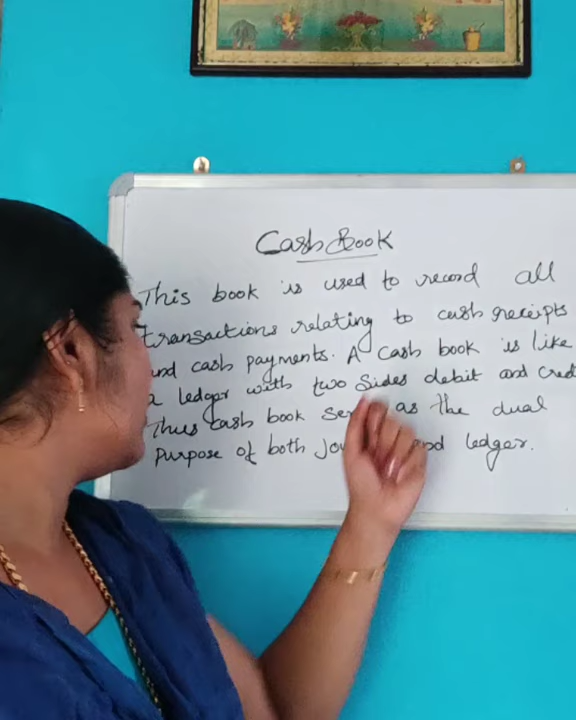 Cash Book
This book is used to record all
transactions relating to cash receipts
and cash payments. A cash book is like
a ledger with two sides debit and
Thus cash book as the dual
purpose of both and ledger.